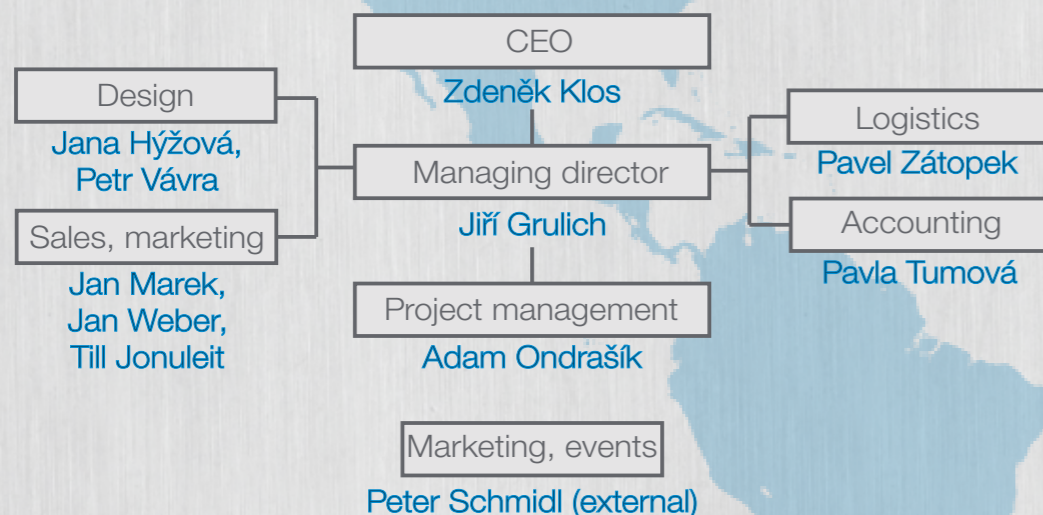 CEO
Zdeněk Klos
Design
Jana Hýžová,
Petr Vávra
Sales, marketing
Jan Marek,
Jan Weber,
Till Jonuleit
Managing director
Jiří Grulich
Project management
Adam Ondrašík
Logistics
Pavel Zátopek
Accounting
Pavla Tumová
Marketing, events
Peter Schmidl (external)